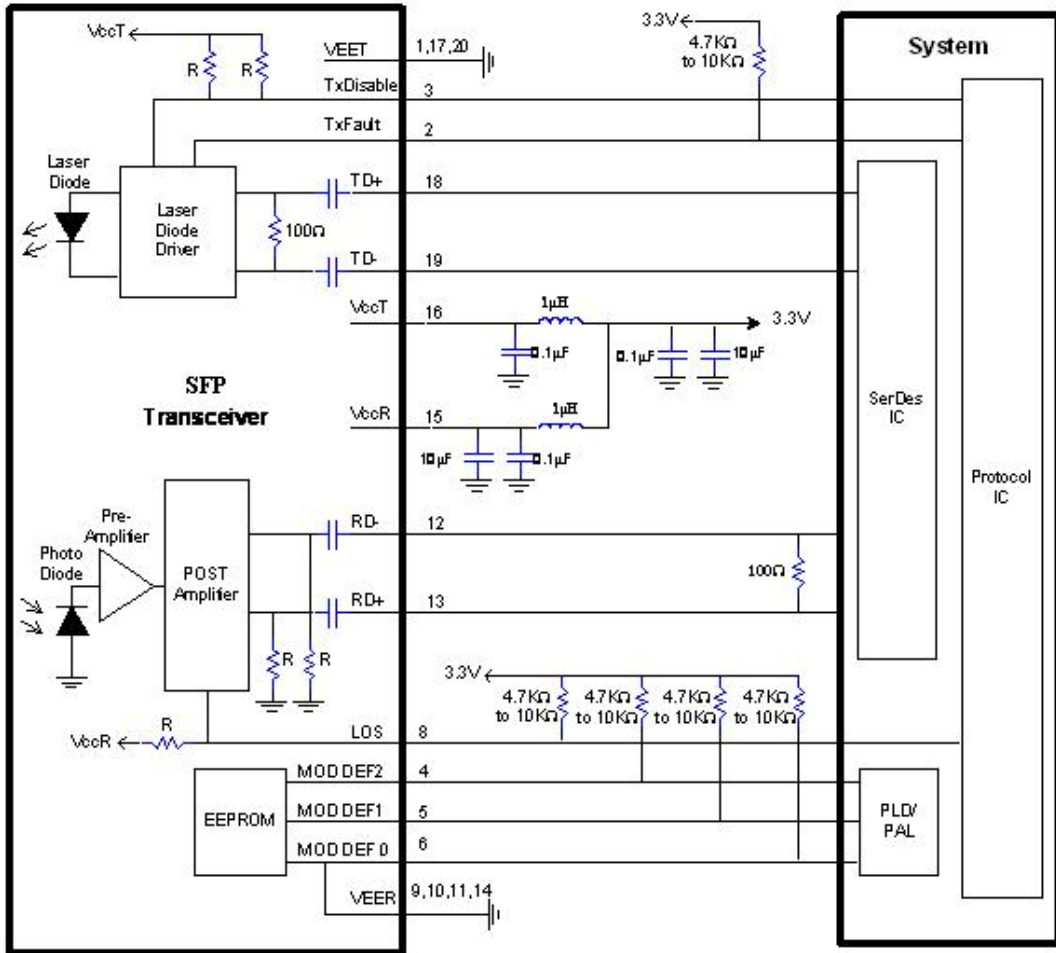 VccT
R
R
VEET
1,17,20
3.3V
4.7KΩ
to 10KΩ
System
TxDisable
3
TxFault
2
Laser
Diode
Laser
Diode
Driver
100Ω
TD+
18
TD-
19
VccT
16
1µH
3.3V
0.1µF
0.1µF
10µF
SFP
Transceiver
VccR
15
1µH
10µF
0.1µF
SerDes
IC
Protocol
IC
Pre-
Amplifier
Photo
Diode
POST
Amplifier
RD-
12
100Ω
RD+
13
R
R
3.3V
4.7KΩ
to 10KΩ
4.7KΩ
to 10KΩ
4.7KΩ
to 10KΩ
4.7KΩ
to 10KΩ
R
VccR
LOS
8
EEPROM
MOD DEF2
4
MOD DEF1
5
MOD DEF 0
6
PLD/
PAL
VEER
9,10,11,14